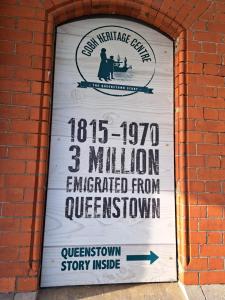 COBH HERITAGE CENTRE
THE QUEENSTOWN STORY
1815-1970
3 MILLION
EMIGRATED FROM
QUEENSTOWN
QUEENSTOWN
STORY INSIDE